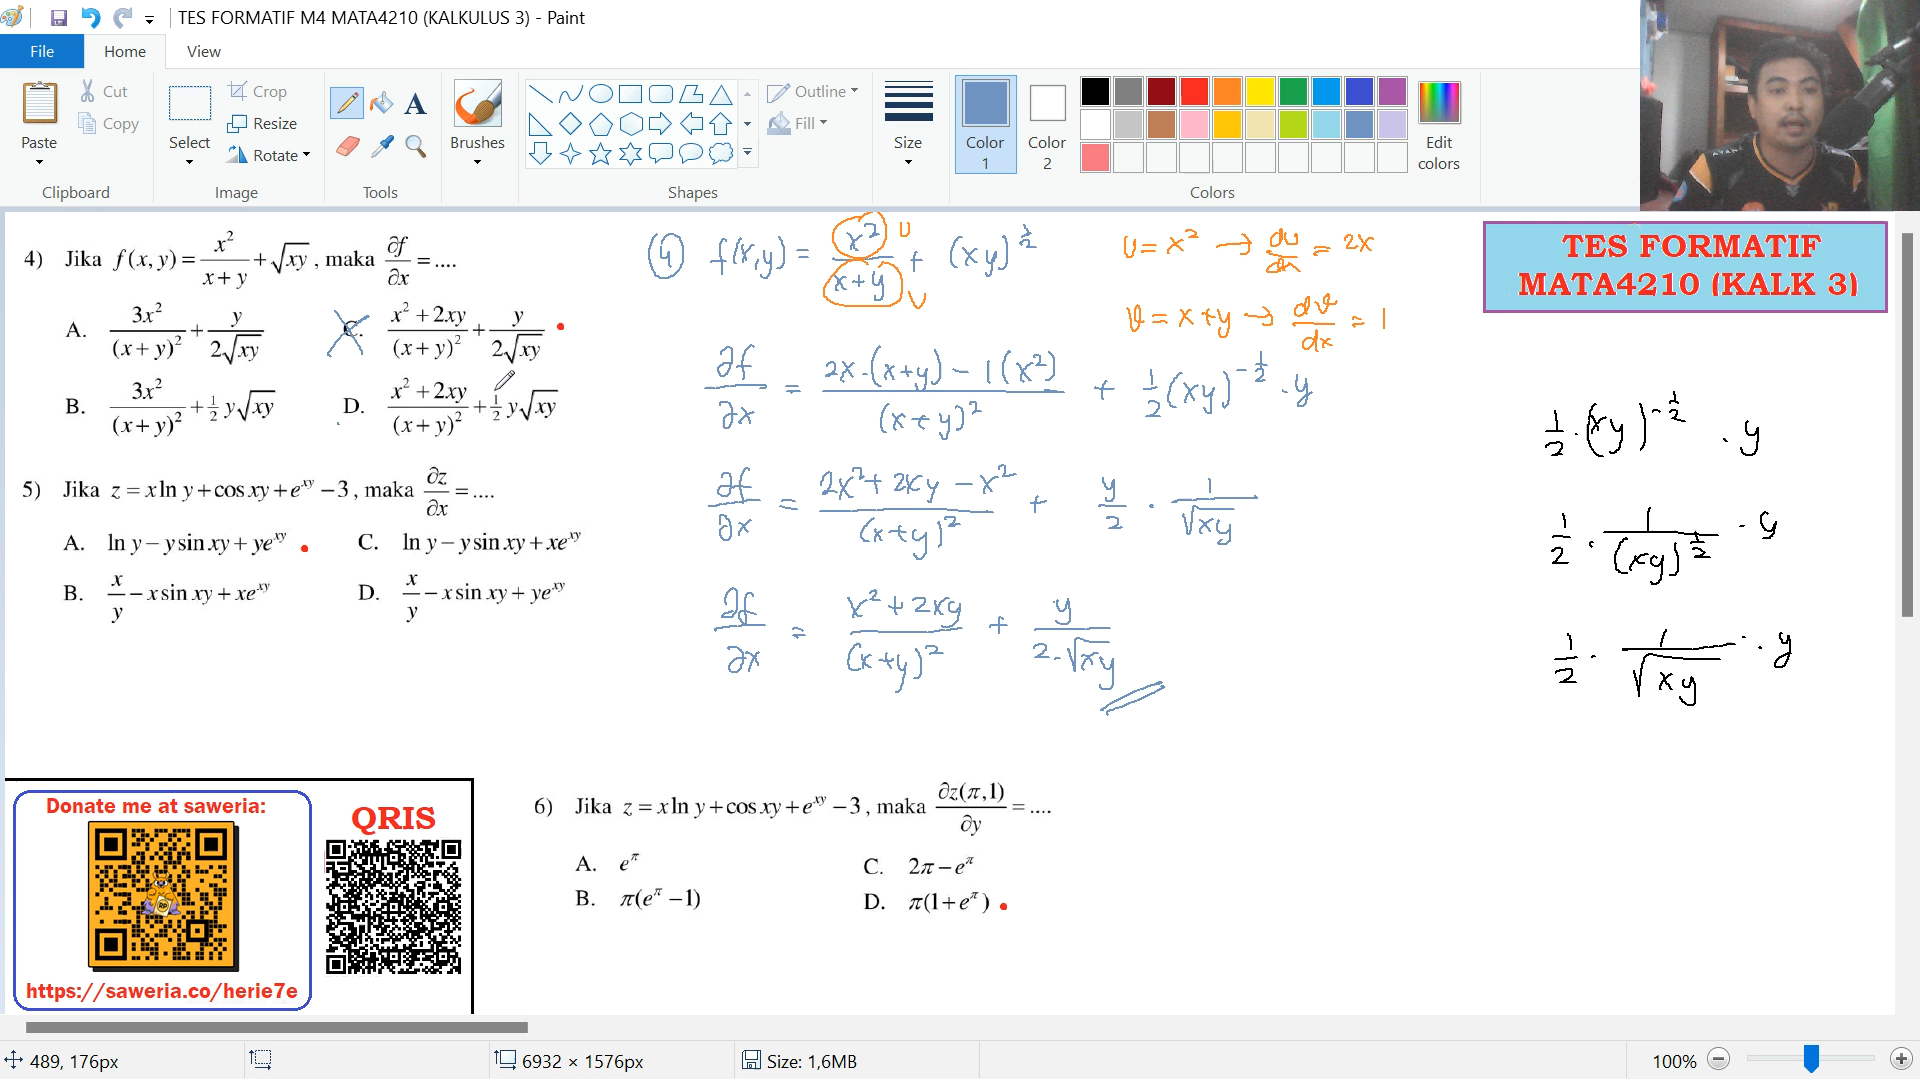 TES FORMATIF M4 MATA4210 (KALKULUS 3) - Paint
File Home View
Paste
Cut
Copy
Clipboard
Select
Crop
Resize
Rotate
Image
Tools
Brushes
Shapes
Outline
Fill
Size
Color 1
Color 2
Edit colors
Colors
TES FORMATIF
MATA4210 (KALK 3)
4) Jika f(x, y) = x²/(x + y) + √xy, maka ∂f/∂x = ....
A. 3x²/(x + y)² + y/(2√xy)
C. (x² + 2xy)/(x + y)² + y/(2√xy)
B. 3x²/(x + y)² + ½ y√xy
D. (x² + 2xy)/(x + y)² + ½ y√xy
5) Jika z = x ln y + cos xy + e^xy − 3, maka ∂z/∂x = ....
A. ln y − y sin xy + ye^xy
C. ln y − y sin xy + xe^xy
B. x/y − x sin xy + xe^xy
D. x/y − x sin xy + ye^xy
(4) f(x,y) = x²/(x+y) + (xy)^½
U
V
U = x² → du/dx = 2x
v = x+y → dv/dx = 1
∂f/∂x = (2x·(x+y) − 1(x²))/(x+y)² + ½(xy)^−½ · y
∂f/∂x = (2x² + 2xy − x²)/(x+y)² + y/2 · 1/√xy
∂f/∂x = (x² + 2xy)/(x+y)² + y/(2·√xy)
½ · (xy)^−½ · y
½ · 1/(xy)^½ · y
½ · 1/√xy · y
Donate me at saweria:
RP
https://saweria.co/herie7e
QRIS
6) Jika z = x ln y + cos xy + e^xy − 3, maka ∂z(π,1)/∂y = ....
A. e^π
C. 2π − e^π
B. π(e^π − 1)
D. π(1 + e^π)
489, 176px
6932 × 1576px
Size: 1,6MB
100%